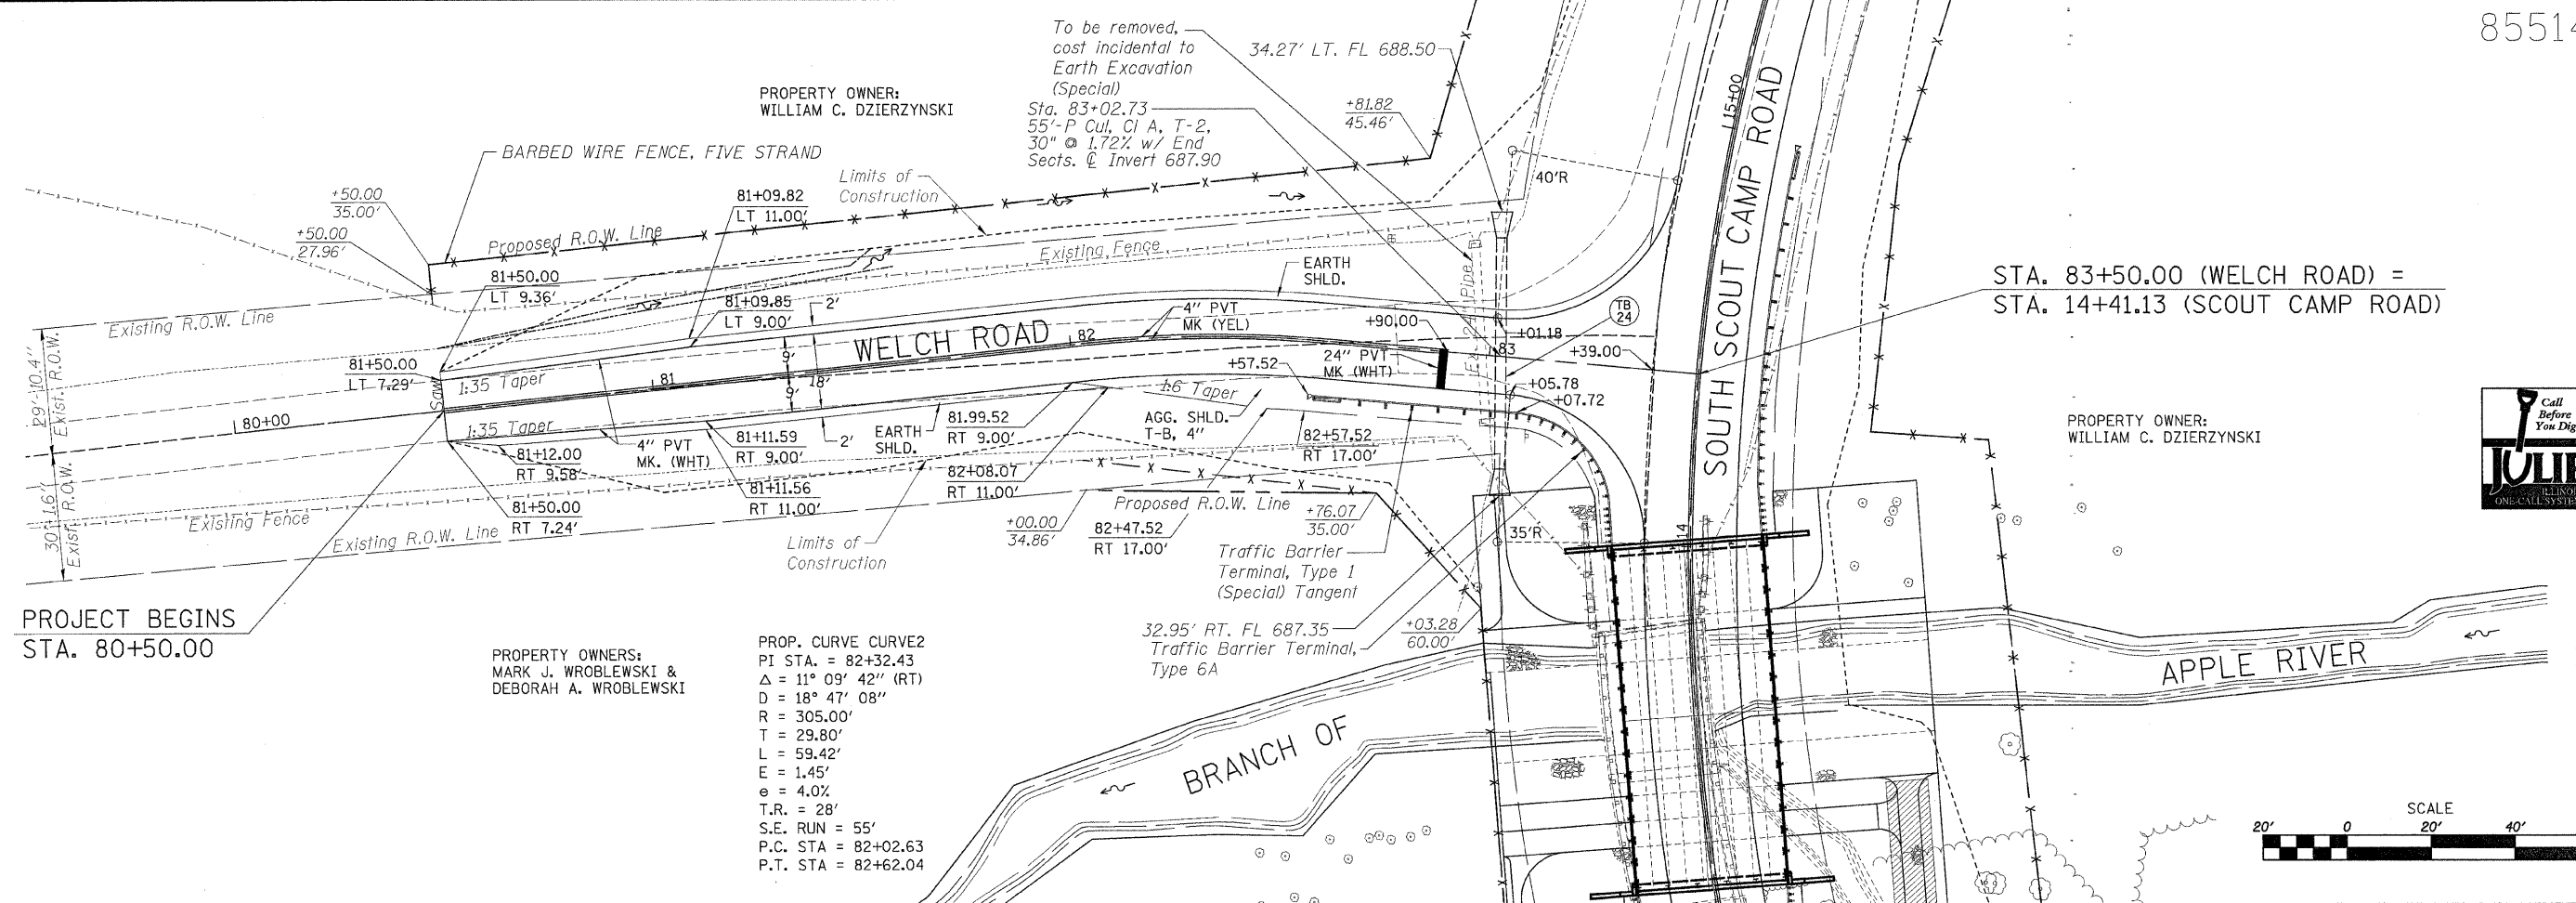 85514
To be removed,
cost incidental to
Earth Excavation
(Special)
Sta. 83+02.73
55'-P Cul, Cl A, T-2,
30" @ 1.72% w/ End
Sects. ℄ Invert 687.90
34.27' LT. FL 688.50
+81.82
45.46'
PROPERTY OWNER:
WILLIAM C. DZIERZYNSKI
BARBED WIRE FENCE, FIVE STRAND
Limits of
Construction
+50.00
35.00'
+50.00
27.96'
81+09.82
LT 11.00'
Proposed R.O.W. Line
Existing Fence
81+50.00
LT 9.36'
81+09.85
LT 9.00'
2'
EARTH
SHLD.
40'R
Ex. 24" Pipe
15+00
SOUTH SCOUT CAMP ROAD
STA. 83+50.00 (WELCH ROAD) =
STA. 14+41.13 (SCOUT CAMP ROAD)
TB
24
Existing R.O.W. Line
29'-10.4"
Exist. R.O.W.
81+50.00
LT 7.29'
SAW
1:35 Taper
81
WELCH ROAD
82
4" PVT
MK (YEL)
+90.00
+01.18
83
+39.00
9'
9'
18'
+57.52
24" PVT
MK (WHT)
+05.78
+07.72
80+00
1:35 Taper
1:6 Taper
4" PVT
MK. (WHT)
81+11.59
RT 9.00'
2'
EARTH
SHLD.
81.99.52
RT 9.00'
AGG. SHLD.
T-B, 4"
82+57.52
RT 17.00'
81+12.00
RT 9.58'
81+11.56
RT 11.00'
82+08.07
RT 11.00'
30'-1.6"
Exist. R.O.W.
Existing Fence
81+50.00
RT 7.24'
Existing R.O.W. Line
Limits of
Construction
+00.00
34.86'
Proposed R.O.W. Line
82+47.52
RT 17.00'
+76.07
35.00'
35'R
14
Traffic Barrier
Terminal, Type 1
(Special) Tangent
PROPERTY OWNER:
WILLIAM C. DZIERZYNSKI
Call
Before
You Dig
JULIE
ILLINOIS
ONE-CALL SYSTEM
PROJECT BEGINS
STA. 80+50.00
32.95' RT. FL 687.35
Traffic Barrier Terminal,
Type 6A
+03.28
60.00'
PROPERTY OWNERS:
MARK J. WROBLEWSKI &
DEBORAH A. WROBLEWSKI
PROP. CURVE CURVE2
PI STA. = 82+32.43
Δ = 11° 09' 42" (RT)
D = 18° 47' 08"
R = 305.00'
T = 29.80'
L = 59.42'
E = 1.45'
e = 4.0%
T.R. = 28'
S.E. RUN = 55'
P.C. STA = 82+02.63
P.T. STA = 82+62.04
BRANCH OF
APPLE RIVER
SCALE
20' 0 20' 40'